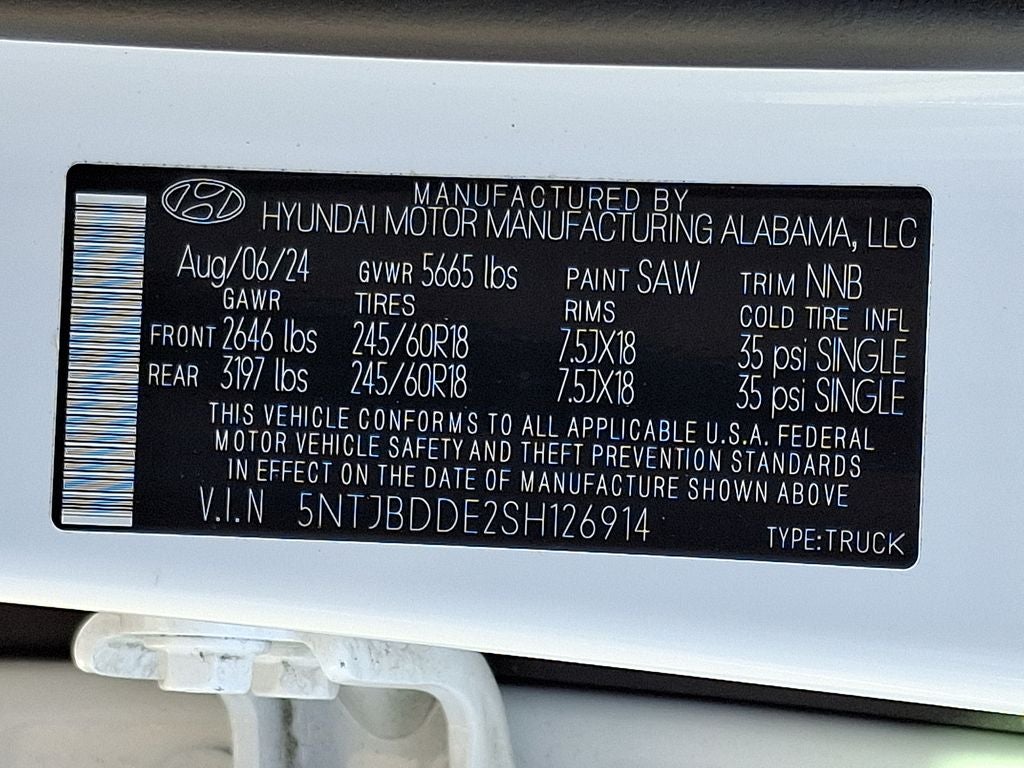 MANUFACTURED BY
HYUNDAI MOTOR MANUFACTURING ALABAMA, LLC
Aug/06/24 GVWR 5665 lbs PAINT SAW TRIM NNB
GAWR TIRES RIMS COLD TIRE INFL
FRONT 2646 lbs 245/60R18 7.5JX18 35 psi SINGLE
REAR 3197 lbs 245/60R18 7.5JX18 35 psi SINGLE
THIS VEHICLE CONFORMS TO ALL APPLICABLE U.S.A. FEDERAL
MOTOR VEHICLE SAFETY AND THEFT PREVENTION STANDARDS
IN EFFECT ON THE DATE OF MANUFACTURE SHOWN ABOVE
V.I.N 5NTJBDDE2SH126914 TYPE:TRUCK